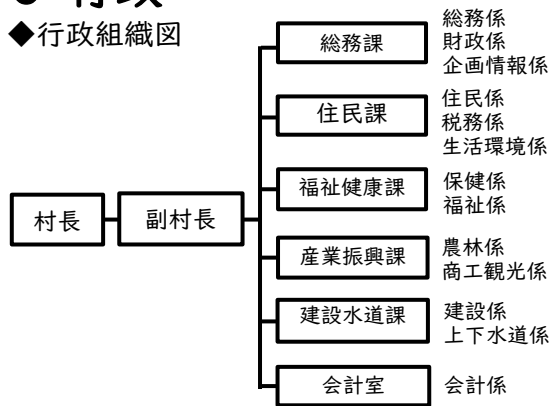 ◆行政組織図
総務課
総務係
財政係
企画情報係
住民課
住民係
税務係
生活環境係
村長
副村長
福祉健康課
保健係
福祉係
産業振興課
農林係
商工観光係
建設水道課
建設係
上下水道係
会計室
会計係